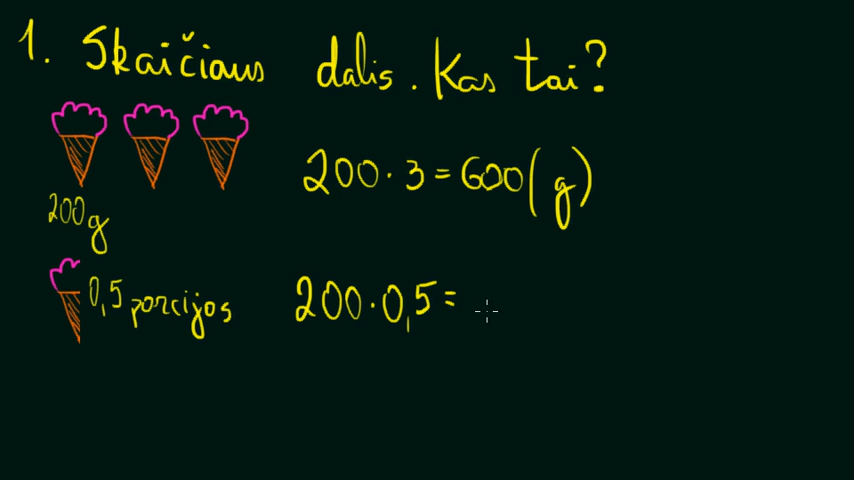 1. Skaičiaus dalis. Kas tai?
200 · 3 = 600 (g)
200g
0,5 porcijos
200 · 0,5 =